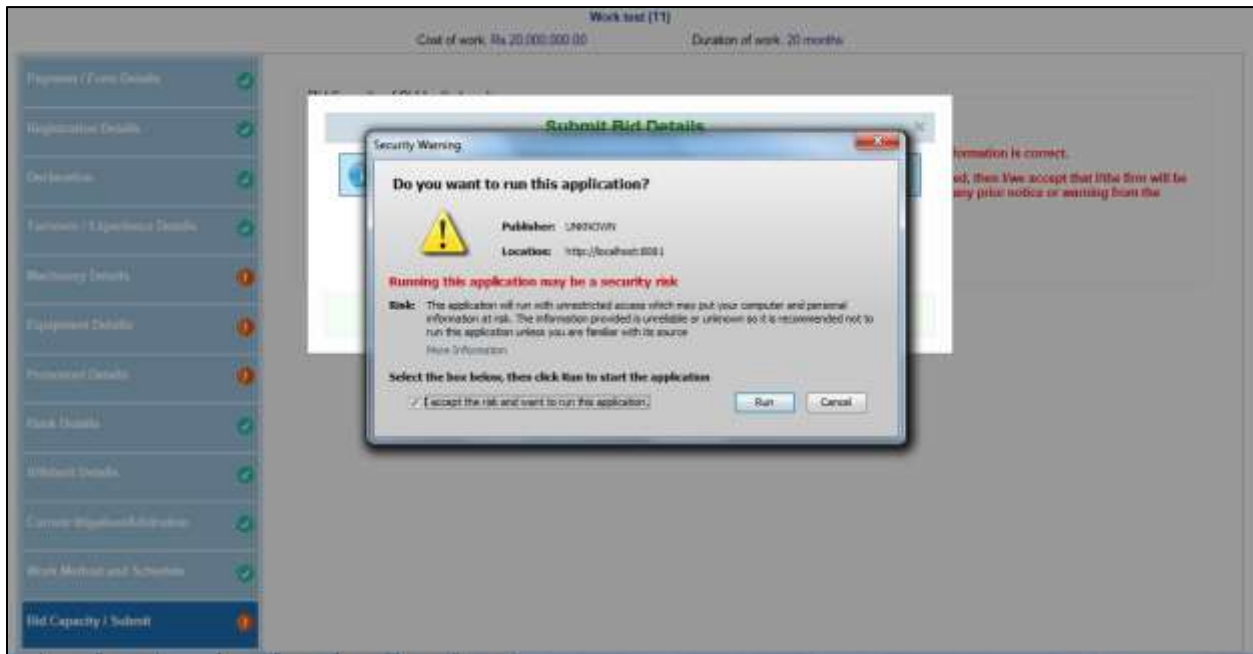 Work test (11)
Cost of work: Rs 20,000,000.00 Duration of work: 20 months
Payment / Form Details
Registration Details
Declaration
Turnover / Experience Details
Machinery Details
Equipment Details
Personnel Details
Details
Affidavit Details
Current litigation/Arbitration
Work Method and Schedule
Bid Capacity / Submit
Submit Bid Details
formation is correct.
ed, then I/we accept that I/the firm will be
any prior notice or warning from the
Security Warning
Do you want to run this application?
Publisher: UNKNOWN
Location: http://localhost:8081
Running this application may be a security risk
Risk: This application will run with unrestricted access which may put your computer and personal
information at risk. The information provided is unreliable or unknown so it is recommended not to
run this application unless you are familiar with its source
More Information
Select the box below, then click Run to start the application
I accept the risk and want to run this application.
Run Cancel